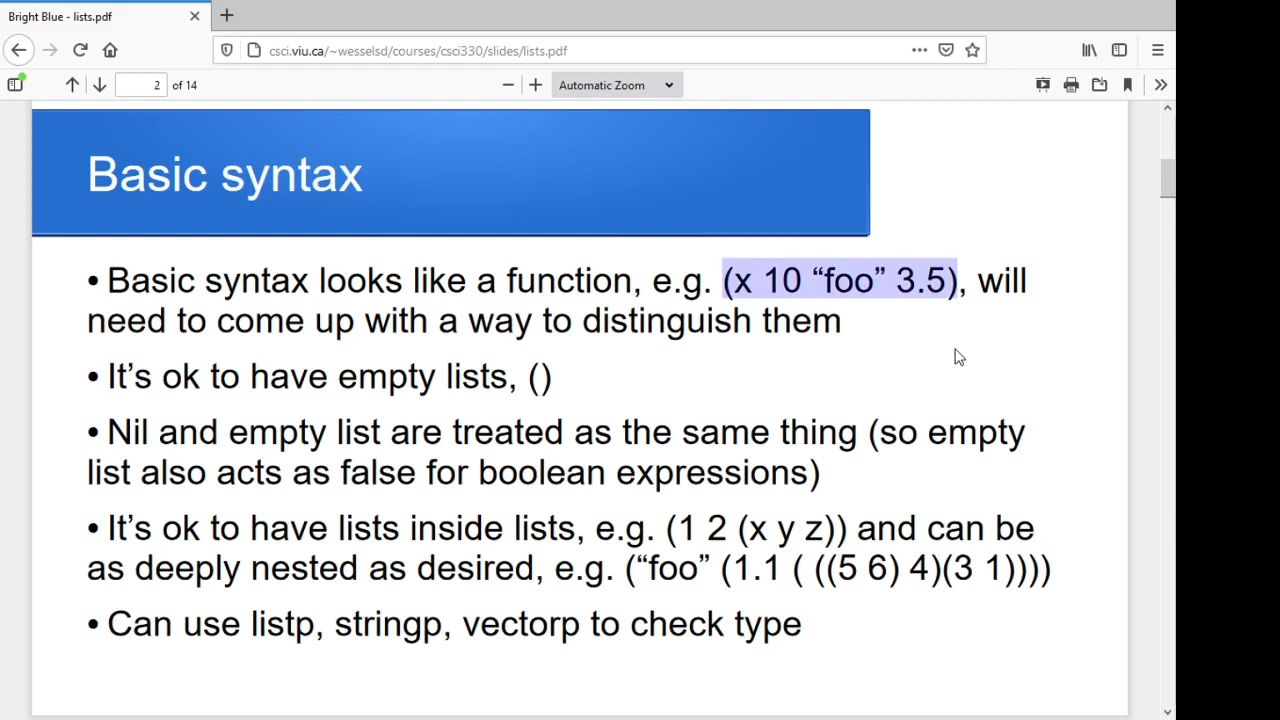 Bright Blue - lists.pdf
csci.viu.ca/~wesselsd/courses/csci330/slides/lists.pdf
2 of 14
Automatic Zoom
Basic syntax
• Basic syntax looks like a function, e.g. (x 10 “foo” 3.5), will
need to come up with a way to distinguish them
• It’s ok to have empty lists, ()
• Nil and empty list are treated as the same thing (so empty
list also acts as false for boolean expressions)
• It’s ok to have lists inside lists, e.g. (1 2 (x y z)) and can be
as deeply nested as desired, e.g. (“foo” (1.1 ( ((5 6) 4)(3 1))))
• Can use listp, stringp, vectorp to check type